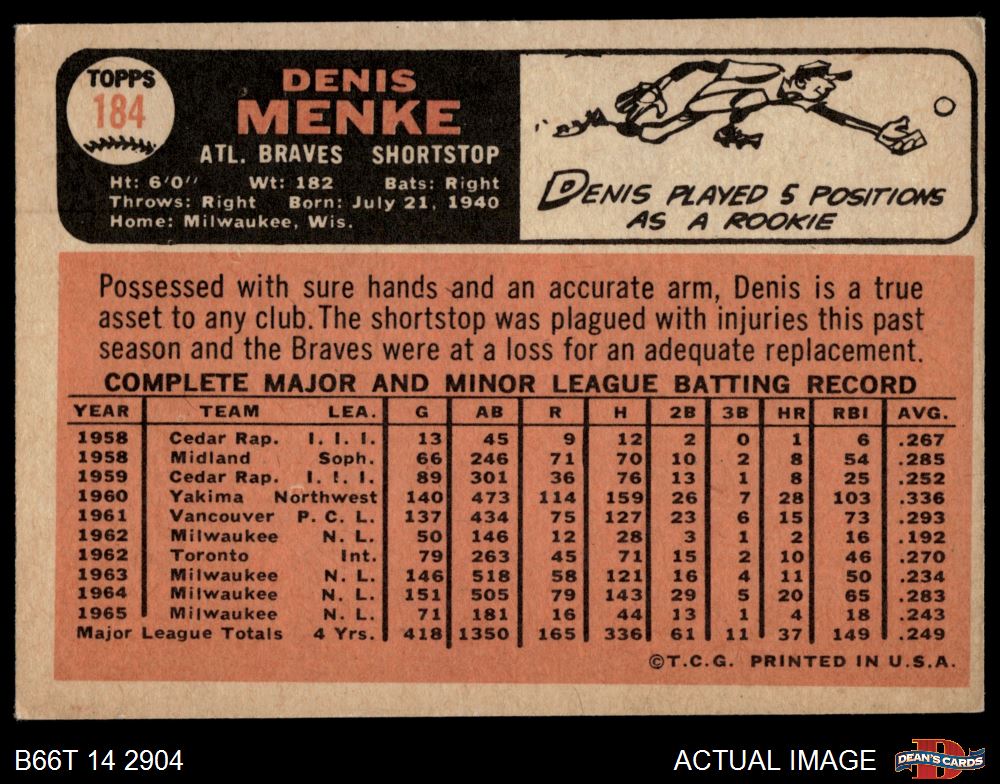 TOPPS
184
DENIS
MENKE
ATL. BRAVES SHORTSTOP
Ht: 6'0" Wt: 182 Bats: Right
Throws: Right Born: July 21, 1940
Home: Milwaukee, Wis.
DENIS PLAYED 5 POSITIONS
AS A ROOKIE
Possessed with sure hands and an accurate arm, Denis is a true
asset to any club. The shortstop was plagued with injuries this past
season and the Braves were at a loss for an adequate replacement.
COMPLETE MAJOR AND MINOR LEAGUE BATTING RECORD
YEAR TEAM LEA. G AB R H 2B 3B HR RBI AVG.
1958 Cedar Rap. I. I. I. 13 45 9 12 2 0 1 6 .267
1958 Midland Soph. 66 246 71 70 10 2 8 54 .285
1959 Cedar Rap. I. I. I. 89 301 36 76 13 1 8 25 .252
1960 Yakima Northwest 140 473 114 159 26 7 28 103 .336
1961 Vancouver P. C. L. 137 434 75 127 23 6 15 73 .293
1962 Milwaukee N. L. 50 146 12 28 3 1 2 16 .192
1962 Toronto Int. 79 263 45 71 15 2 10 46 .270
1963 Milwaukee N. L. 146 518 58 121 16 4 11 50 .234
1964 Milwaukee N. L. 151 505 79 143 29 5 20 65 .283
1965 Milwaukee N. L. 71 181 16 44 13 1 4 18 .243
Major League Totals 4 Yrs. 418 1350 165 336 61 11 37 149 .249
©T.C.G. PRINTED IN U.S.A.
B66T 14 2904 ACTUAL IMAGE
DEAN'S CARDS